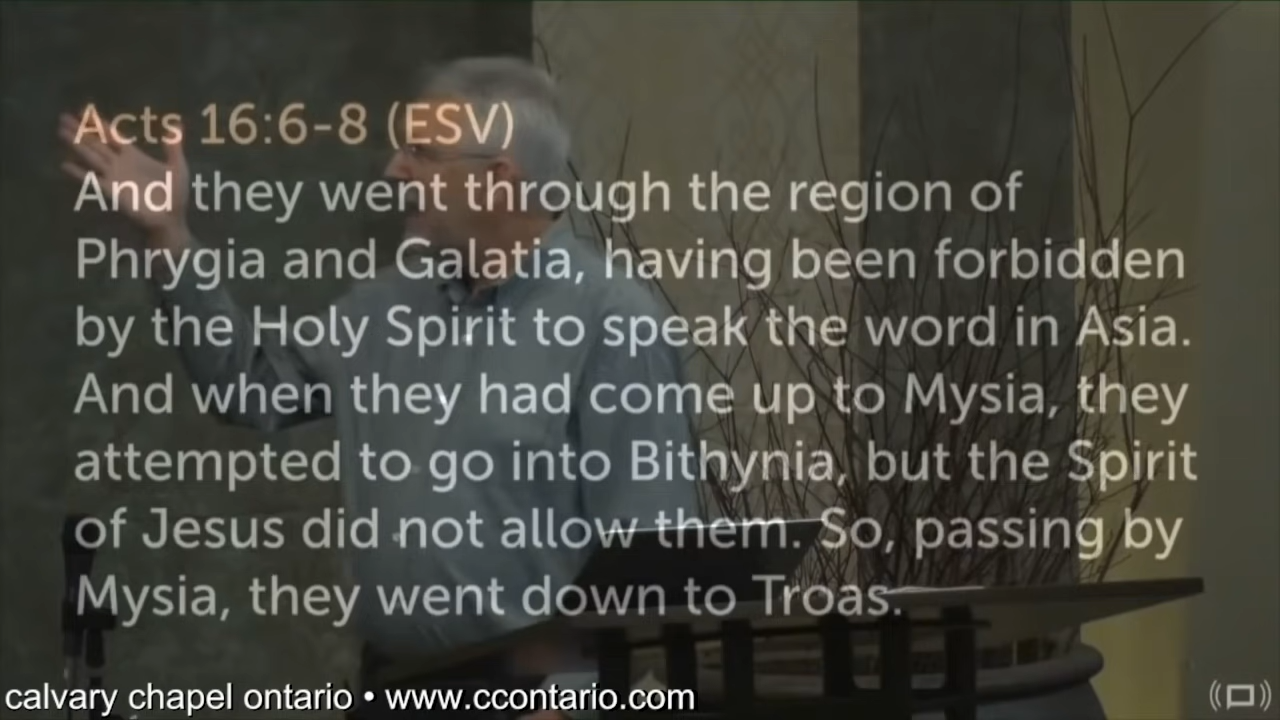 Acts 16:6-8 (ESV)
And they went through the region of
Phrygia and Galatia, having been forbidden
by the Holy Spirit to speak the word in Asia.
And when they had come up to Mysia, they
attempted to go into Bithynia, but the Spirit
of Jesus did not allow them. So, passing by
Mysia, they went down to Troas.
calvary chapel ontario • www.ccontario.com